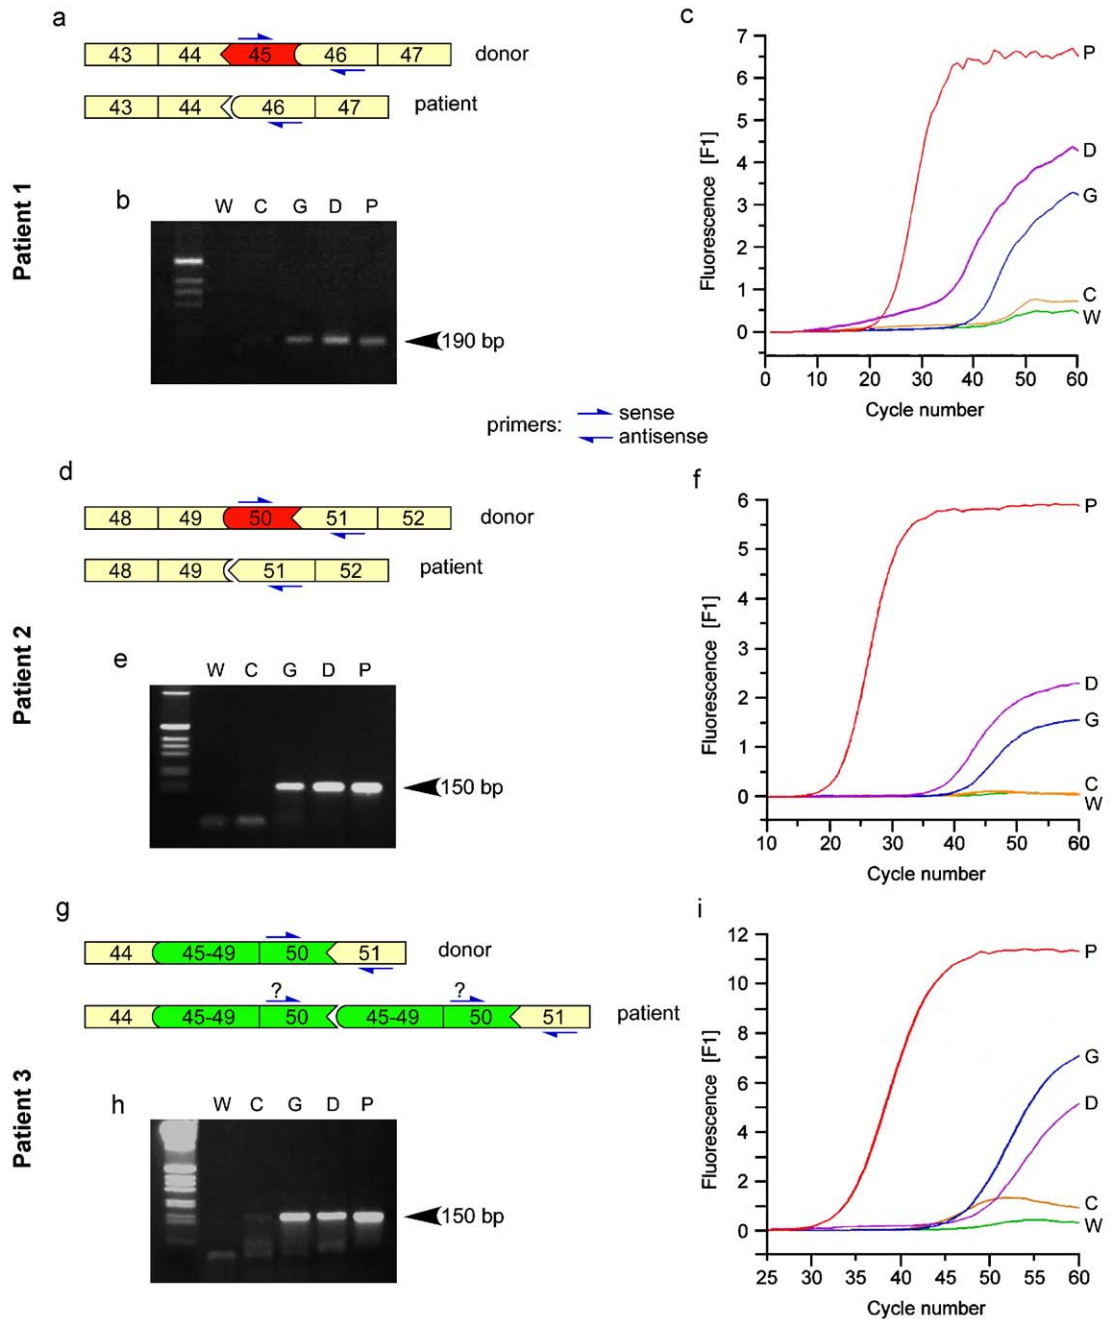 Patient 1
a
43 44 45 46 47 donor
43 44 46 47 patient
b
W C G D P
190 bp
c
Fluorescence [F1]
7
6
5
4
3
2
1
0
P
D
G
C
W
0 10 20 30 40 50 60
Cycle number
primers: sense
antisense
Patient 2
d
48 49 50 51 52 donor
48 49 51 52 patient
e
W C G D P
150 bp
f
Fluorescence [F1]
6
5
4
3
2
1
0
P
D
G
C
W
10 20 30 40 50 60
Cycle number
Patient 3
g
44 45-49 50 51 donor
? ?
44 45-49 50 45-49 50 51 patient
h
W C G D P
150 bp
i
Fluorescence [F1]
12
10
8
6
4
2
0
P
G
D
C
W
25 30 35 40 45 50 55 60
Cycle number